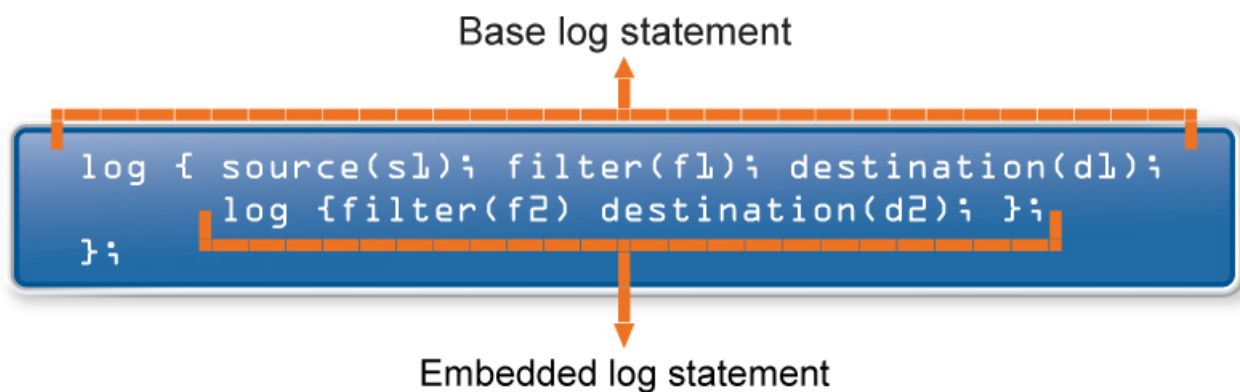 Base log statement
log { source(s1); filter(f1); destination(d1);
log {filter(f2) destination(d2); };
};
Embedded log statement